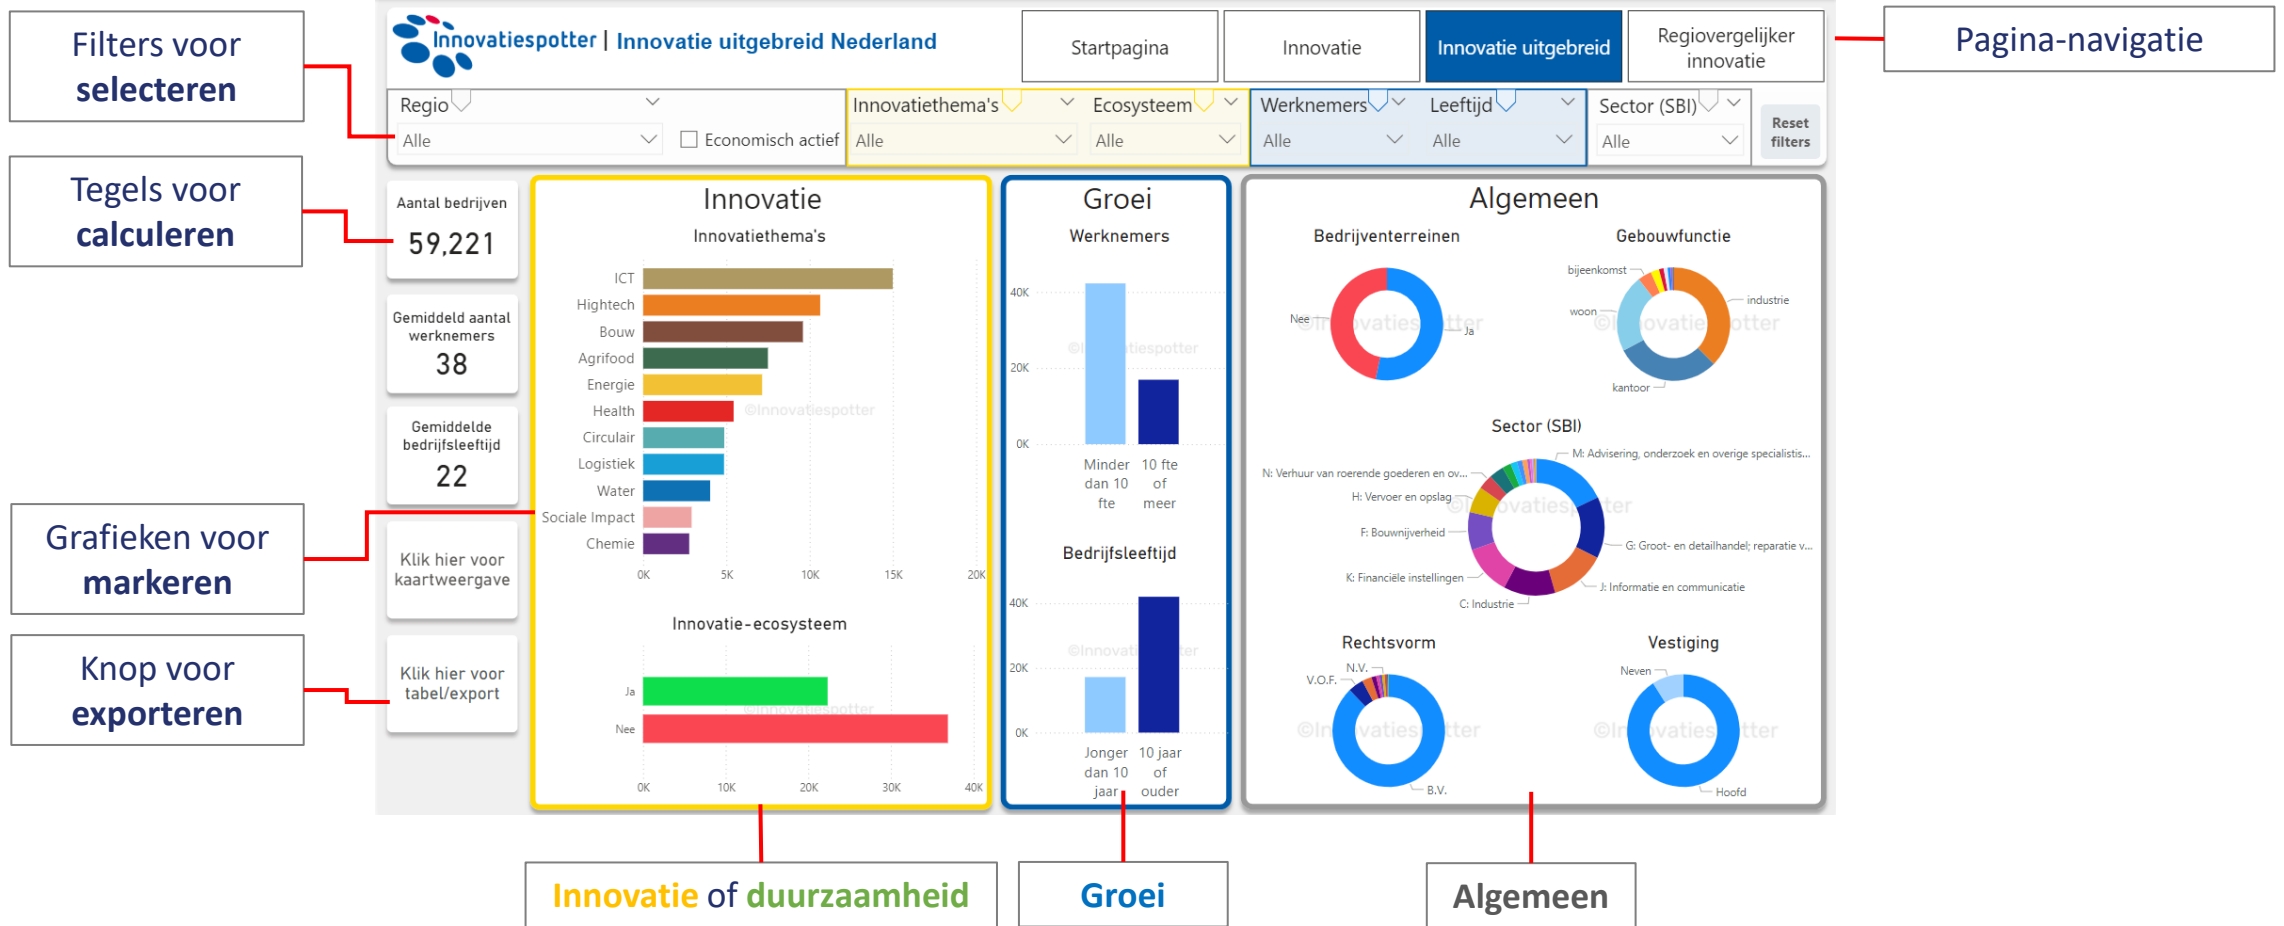 Filters voor
selecteren
Tegels voor
calculeren
Grafieken voor
markeren
Knop voor
exporteren
Innovatiespotter | Innovatie uitgebreid Nederland
Startpagina
Innovatie
Innovatie uitgebreid
Regiovergelijker
innovatie
Pagina-navigatie
Regio
Alle
Economisch actief
Innovatiethema's
Alle
Ecosysteem
Alle
Werknemers
Alle
Leeftijd
Alle
Sector (SBI)
Alle
Reset
filters
Aantal bedrijven
59,221
Gemiddeld aantal
werknemers
38
Gemiddelde
bedrijfsleeftijd
22
Klik hier voor
kaartweergave
Klik hier voor
tabel/export
Innovatie
Innovatiethema's
ICT
Hightech
Bouw
Agrifood
Energie
Health
Circulair
Logistiek
Water
Sociale Impact
Chemie
0K 5K 10K 15K 20K
©Innovatiespotter
Innovatie-ecosysteem
Ja
Nee
0K 10K 20K 30K 40K
©Innovatiespotter
Groei
Werknemers
40K
20K
0K
Minder
dan 10
fte
10 fte
of
meer
Bedrijfsleeftijd
40K
20K
0K
Jonger
dan 10
jaar
10 jaar
of
ouder
Algemeen
Bedrijventerreinen
Nee
Ja
Gebouwfunctie
bijeenkomst
industrie
woon
kantoor
Sector (SBI)
M: Advisering, onderzoek en overige specialistis...
N: Verhuur van roerende goederen en ov...
H: Vervoer en opslag
F: Bouwnijverheid
G: Groot- en detailhandel; reparatie v...
K: Financiële instellingen
J: Informatie en communicatie
C: Industrie
Rechtsvorm
N.V.
V.O.F.
B.V.
Vestiging
Neven
Hoofd
Innovatie of duurzaamheid
Groei
Algemeen